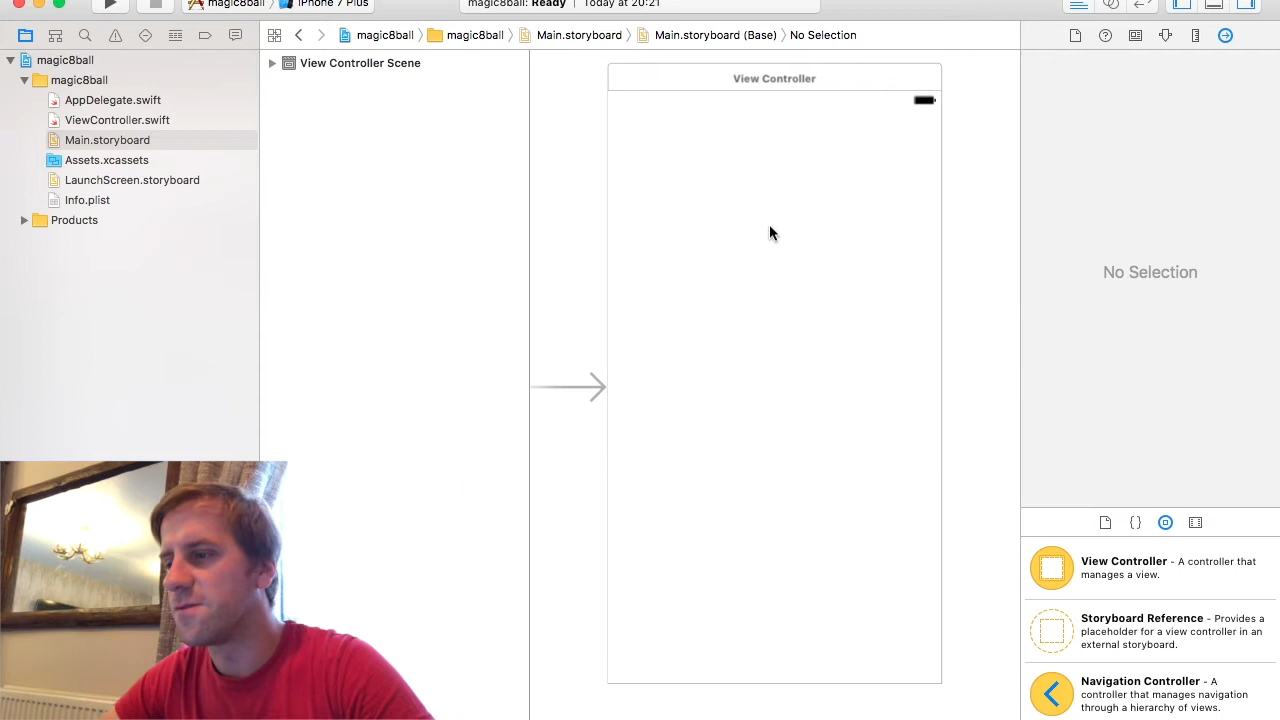 magic8ball 〉 iPhone 7 Plus
magic8ball: Ready | Today at 20:21
magic8ball 〉 magic8ball 〉 Main.storyboard 〉 Main.storyboard (Base) 〉 No Selection
magic8ball
magic8ball
AppDelegate.swift
ViewController.swift
Main.storyboard
Assets.xcassets
LaunchScreen.storyboard
Info.plist
Products
View Controller Scene
View Controller
No Selection
View Controller - A controller that
manages a view.
Storyboard Reference - Provides a
placeholder for a view controller in an
external storyboard.
Navigation Controller - A
controller that manages navigation
through a hierarchy of views.